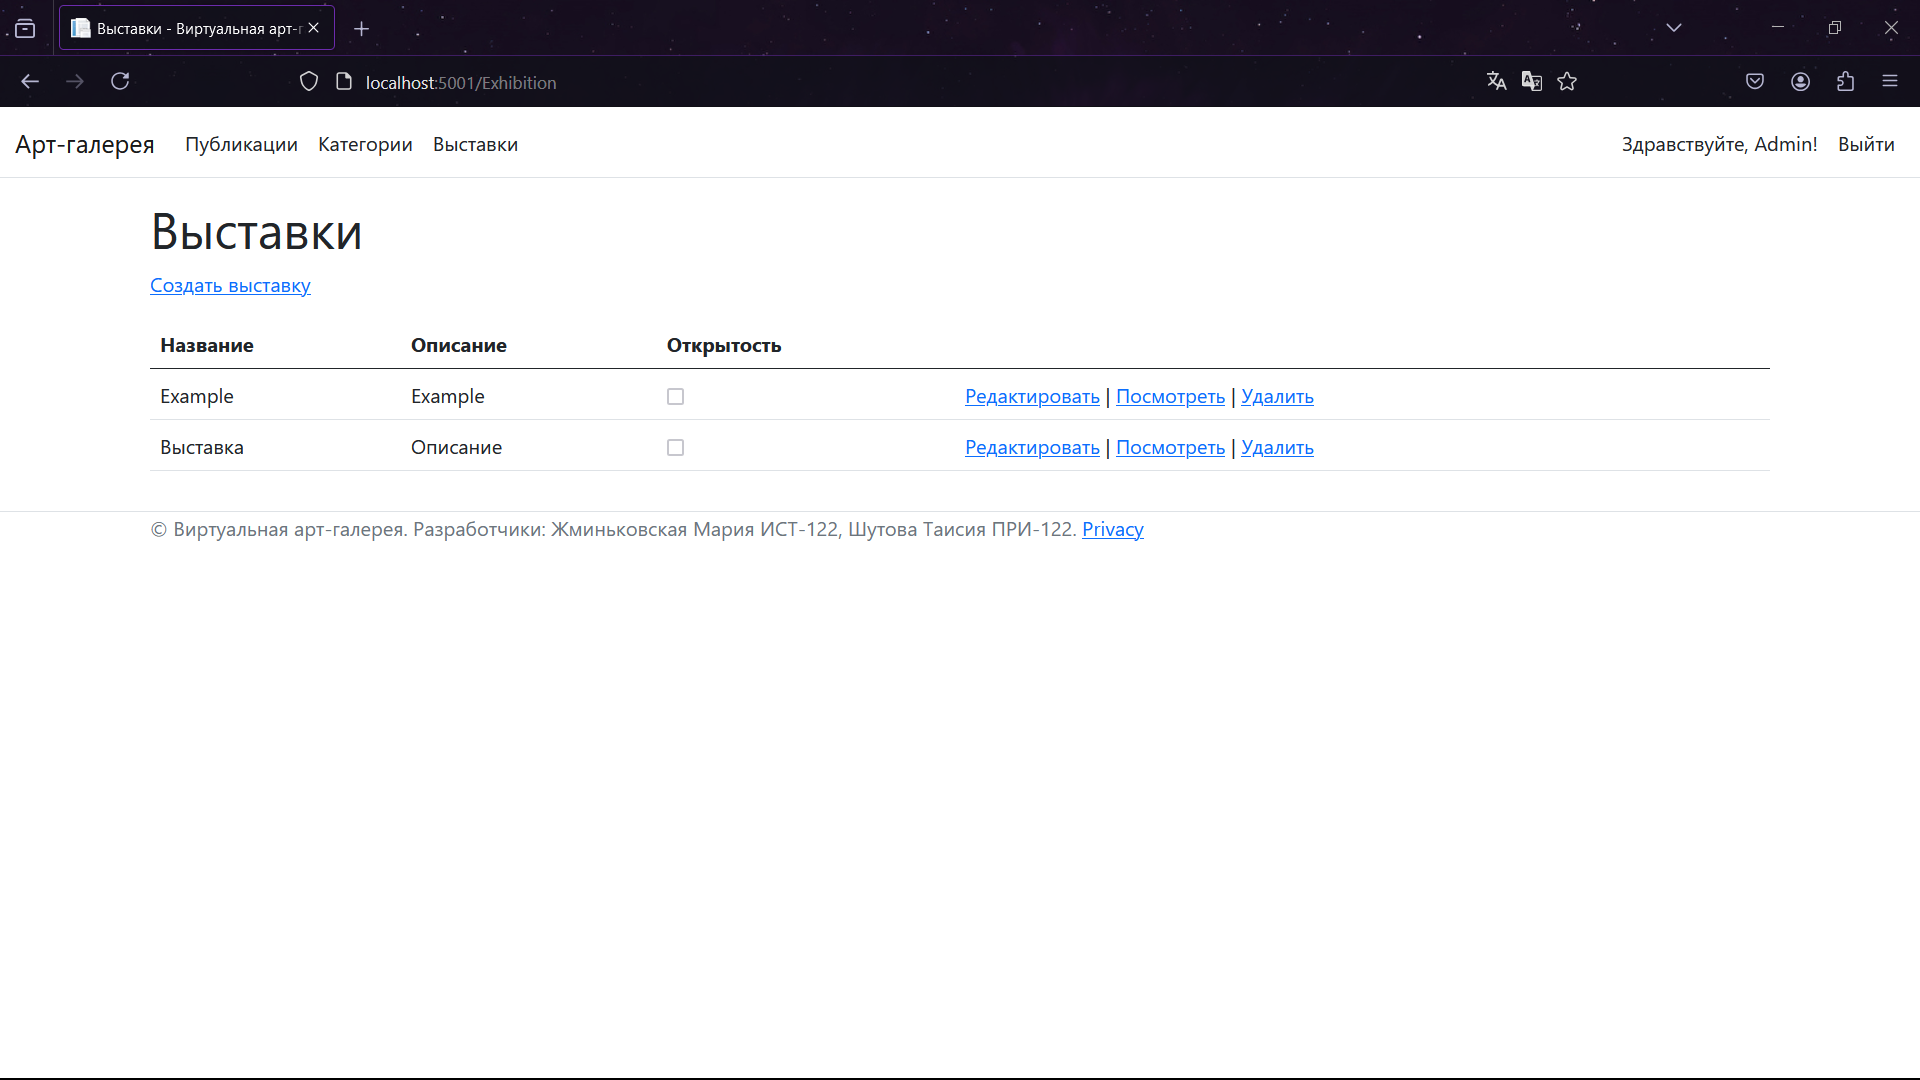 Выставки - Виртуальная арт-г
localhost:5001/Exhibition
Арт-галерея Публикации Категории Выставки Здравствуйте, Admin! Выйти
Выставки
Создать выставку
Название Описание Открытость
Example Example Редактировать | Посмотреть | Удалить
Выставка Описание Редактировать | Посмотреть | Удалить
© Виртуальная арт-галерея. Разработчики: Жминьковская Мария ИСТ-122, Шутова Таисия ПРИ-122. Privacy